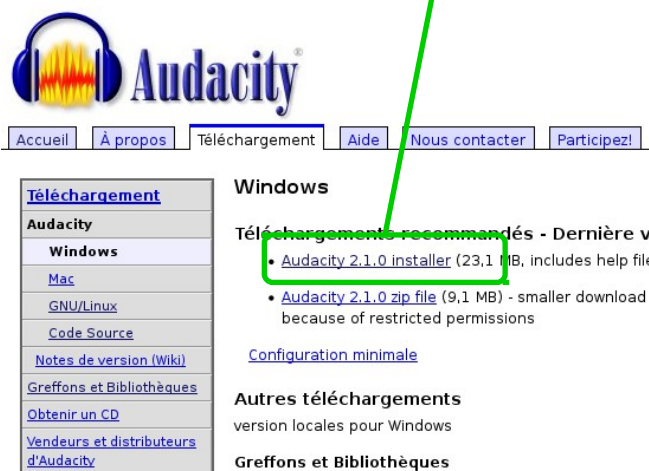 Audacity
Accueil
À propos
Téléchargement
Aide
Nous contacter
Participez!
Téléchargement
Audacity
Windows
Mac
GNU/Linux
Code Source
Notes de version (Wiki)
Greffons et Bibliothèques
Obtenir un CD
Vendeurs et distributeurs
d'Audacity
Windows
Téléchargements recommandés - Dernière v
• Audacity 2.1.0 installer (23,1 MB, includes help file
• Audacity 2.1.0 zip file (9,1 MB) - smaller download
because of restricted permissions
Configuration minimale
Autres téléchargements
version locales pour Windows
Greffons et Bibliothèques